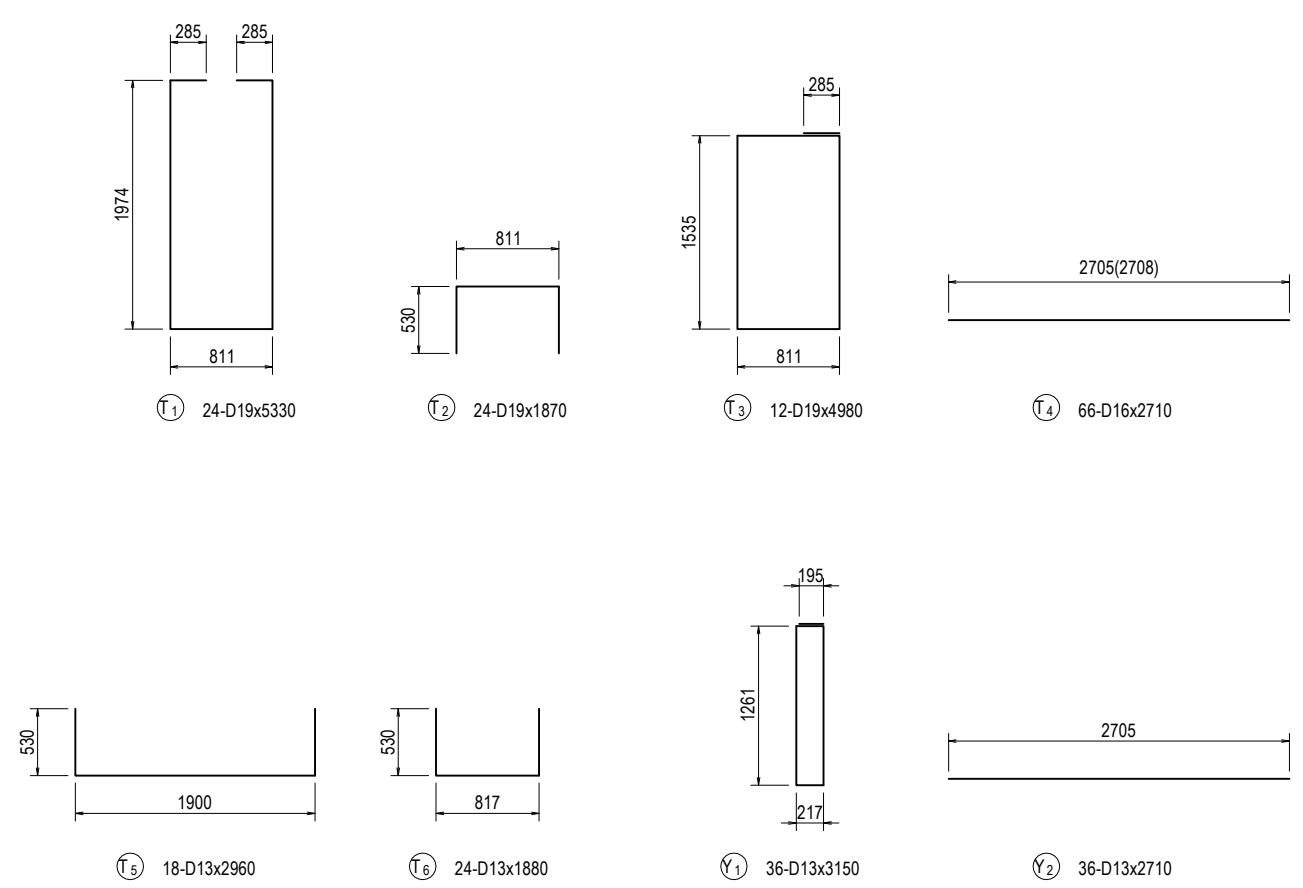 285 285
1974
811
T1 24-D19x5330
811
530
T2 24-D19x1870
285
1535
811
T3 12-D19x4980
2705(2708)
T4 66-D16x2710
530
1900
T5 18-D13x2960
530
817
T6 24-D13x1880
195
1261
217
Y1 36-D13x3150
2705
Y2 36-D13x2710